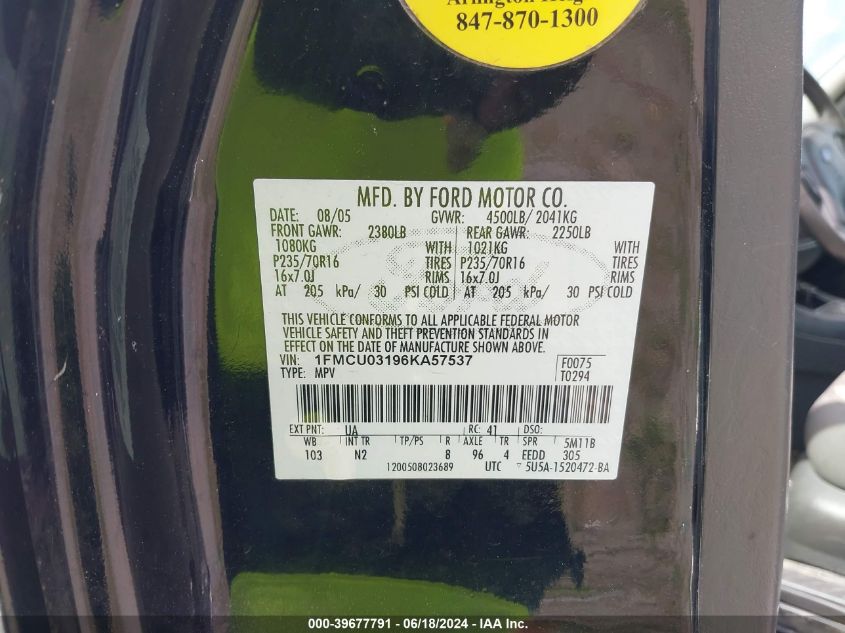 847-870-1300
MFD. BY FORD MOTOR CO.
DATE: 08/05 GVWR: 4500LB/ 2041KG
FRONT GAWR: 2380LB REAR GAWR: 2250LB
1080KG WITH 1021KG WITH
P235/70R16 TIRES P235/70R16 TIRES
16x7.0J RIMS 16x7.0J RIMS
AT 205 kPa/ 30 PSI COLD AT 205 kPa/ 30 PSI COLD
THIS VEHICLE CONFORMS TO ALL APPLICABLE FEDERAL MOTOR
VEHICLE SAFETY AND THEFT PREVENTION STANDARDS IN
EFFECT ON THE DATE OF MANUFACTURE SHOWN ABOVE.
VIN: 1FMCU03196KA57537 F0075
TYPE: MPV T0294
EXT PNT: UA RC: 41 DSO:
WB INT TR TP/PS R AXLE TR SPR 5M11B
103 N2 8 96 4 EEDD 305
1200508023689 UTC 5U5A-1520472-BA
000-39677791 - 06/18/2024 - IAA Inc.